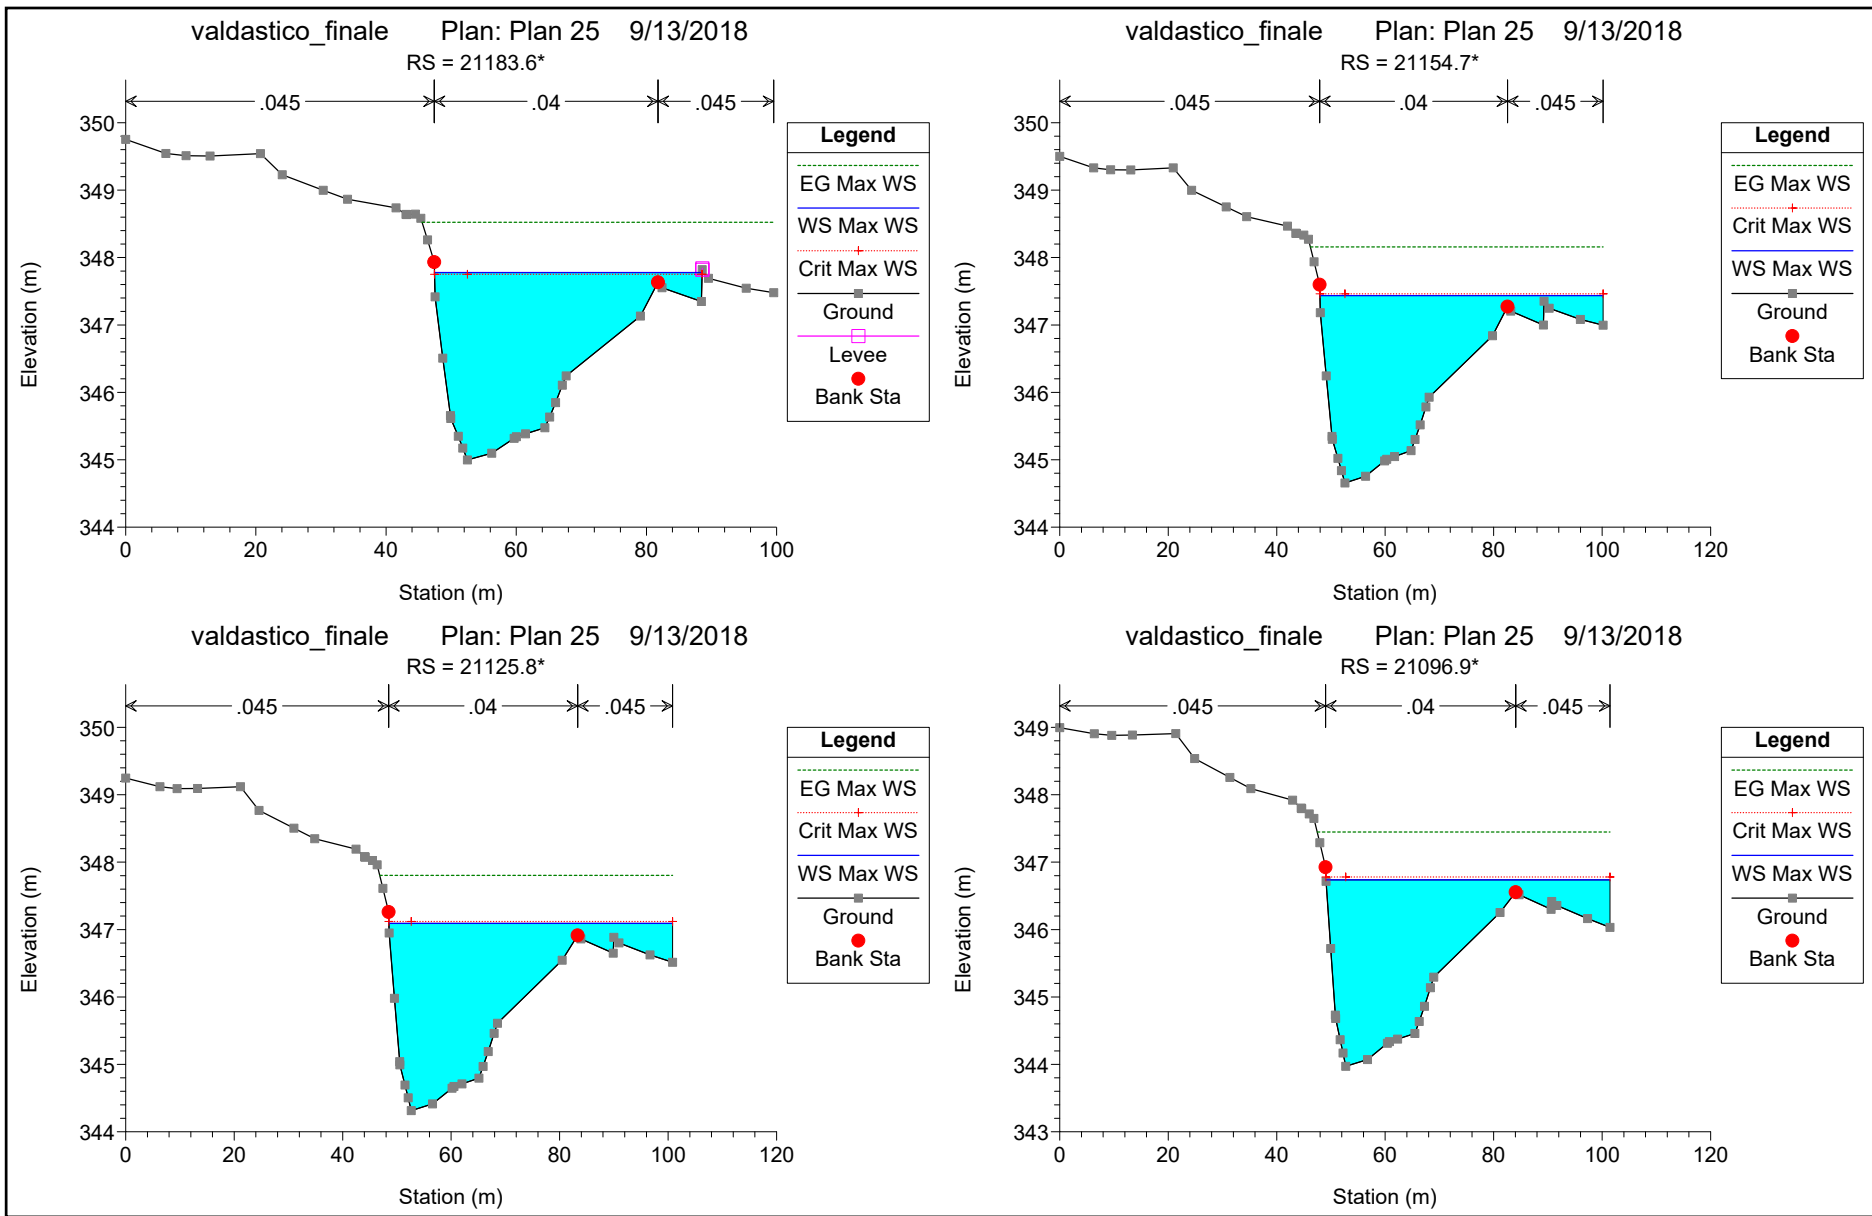 valdastico_finale Plan: Plan 25 9/13/2018
RS = 21183.6*
.045 .04 .045
350
349
348
347
346
345
344
Elevation (m)
0 20 40 60 80 100
Station (m)
Legend
EG Max WS
WS Max WS
Crit Max WS
Ground
Levee
Bank Sta
valdastico_finale Plan: Plan 25 9/13/2018
RS = 21154.7*
.045 .04 .045
350
349
348
347
346
345
344
Elevation (m)
0 20 40 60 80 100 120
Station (m)
Legend
EG Max WS
Crit Max WS
WS Max WS
Ground
Bank Sta
valdastico_finale Plan: Plan 25 9/13/2018
RS = 21125.8*
.045 .04 .045
350
349
348
347
346
345
344
Elevation (m)
0 20 40 60 80 100 120
Station (m)
Legend
EG Max WS
Crit Max WS
WS Max WS
Ground
Bank Sta
valdastico_finale Plan: Plan 25 9/13/2018
RS = 21096.9*
.045 .04 .045
349
348
347
346
345
344
343
Elevation (m)
0 20 40 60 80 100 120
Station (m)
Legend
EG Max WS
Crit Max WS
WS Max WS
Ground
Bank Sta